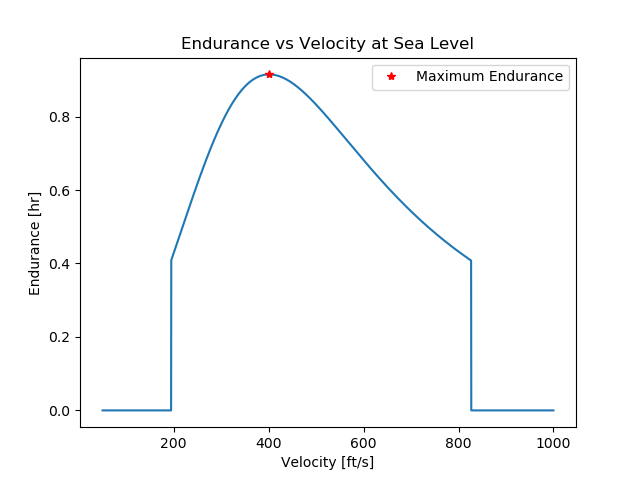 Endurance vs Velocity at Sea Level
Maximum Endurance
Endurance [hr]
0.8
0.6
0.4
0.2
0.0
200 400 600 800 1000
Velocity [ft/s]